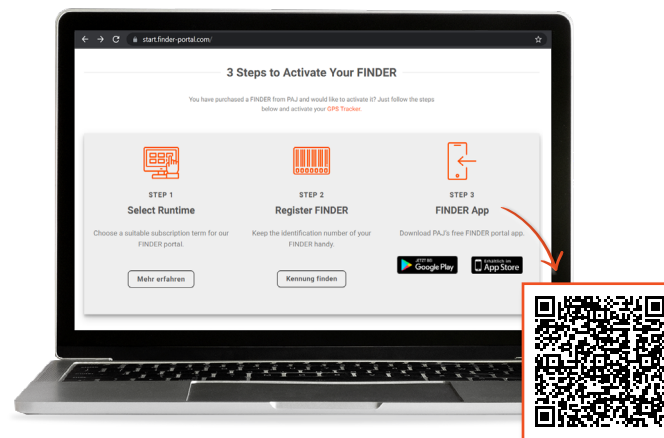 start.finder-portal.com/
3 Steps to Activate Your FINDER
You have purchased a FINDER from PAJ and would like to activate it? Just follow the steps
below and activate your GPS Tracker.
STEP 1
Select Runtime
Choose a suitable subscription term for our
FINDER portal.
Mehr erfahren
STEP 2
Register FINDER
Keep the identification number of your
FINDER handy.
Kennung finden
STEP 3
FINDER App
Download PAJ's free FINDER portal app.
JETZT BEI
Google Play
Erhältlich im
App Store